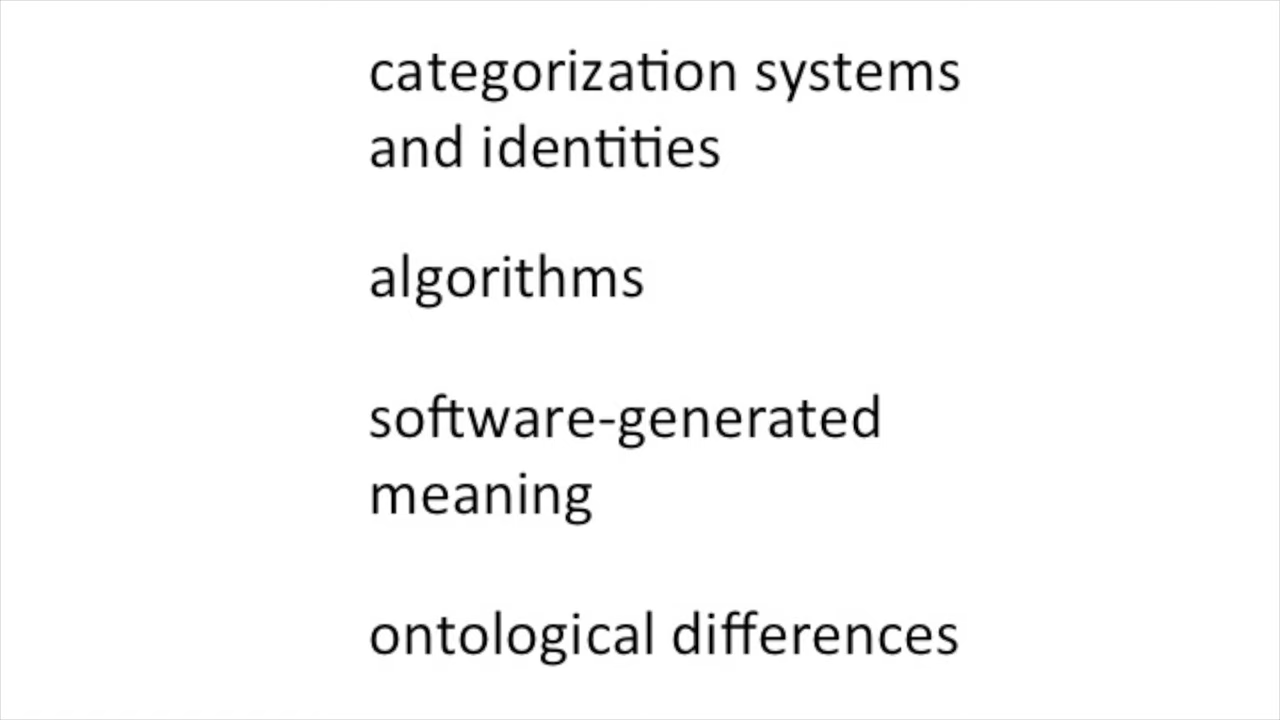 categorization systems
and identities
algorithms
software-generated
meaning
ontological differences